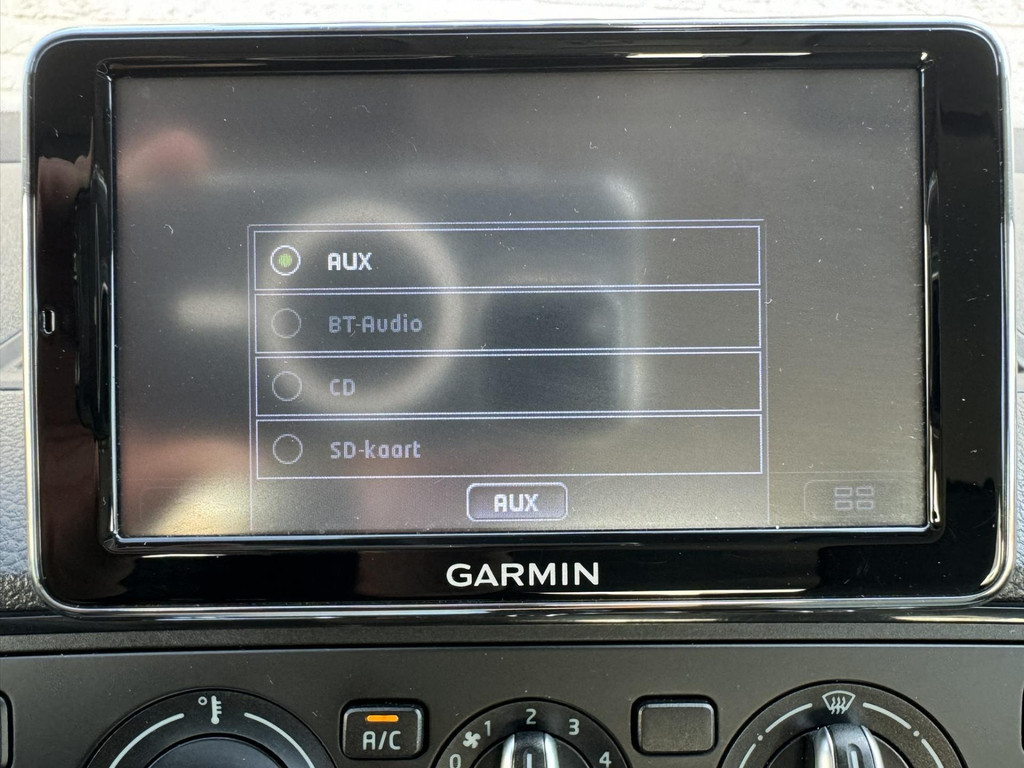 AUX
BT-Audio
CD
SD-kaart
AUX
GARMIN
A/C
0 1 2 3 4